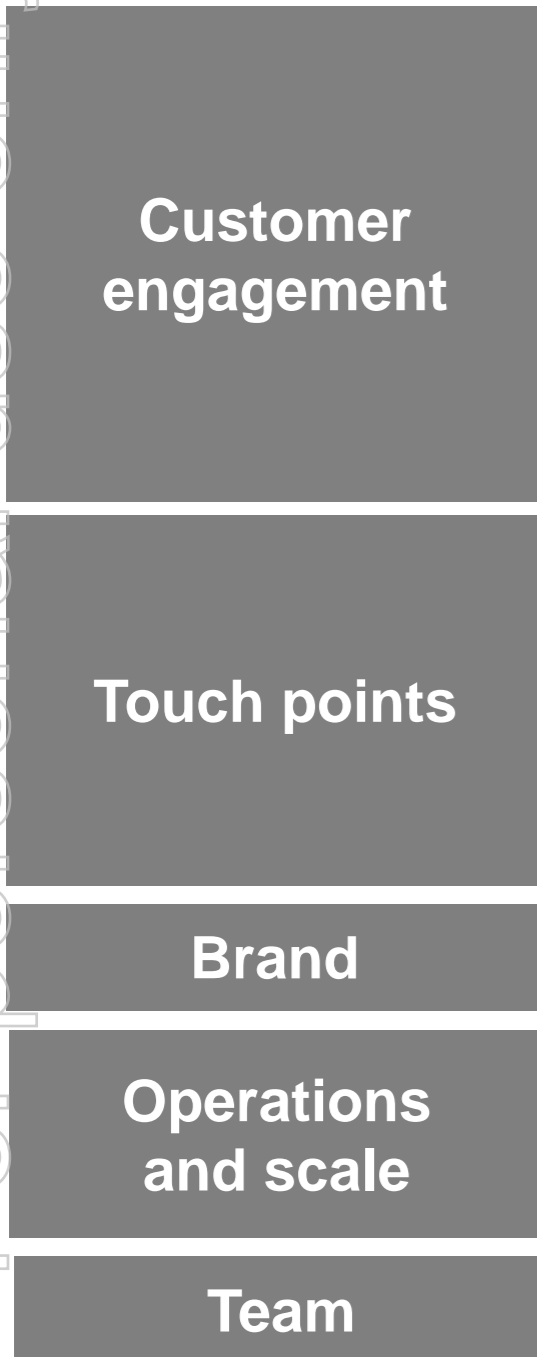 Customer
engagement
Touch points
Brand
Operations
and scale
Team